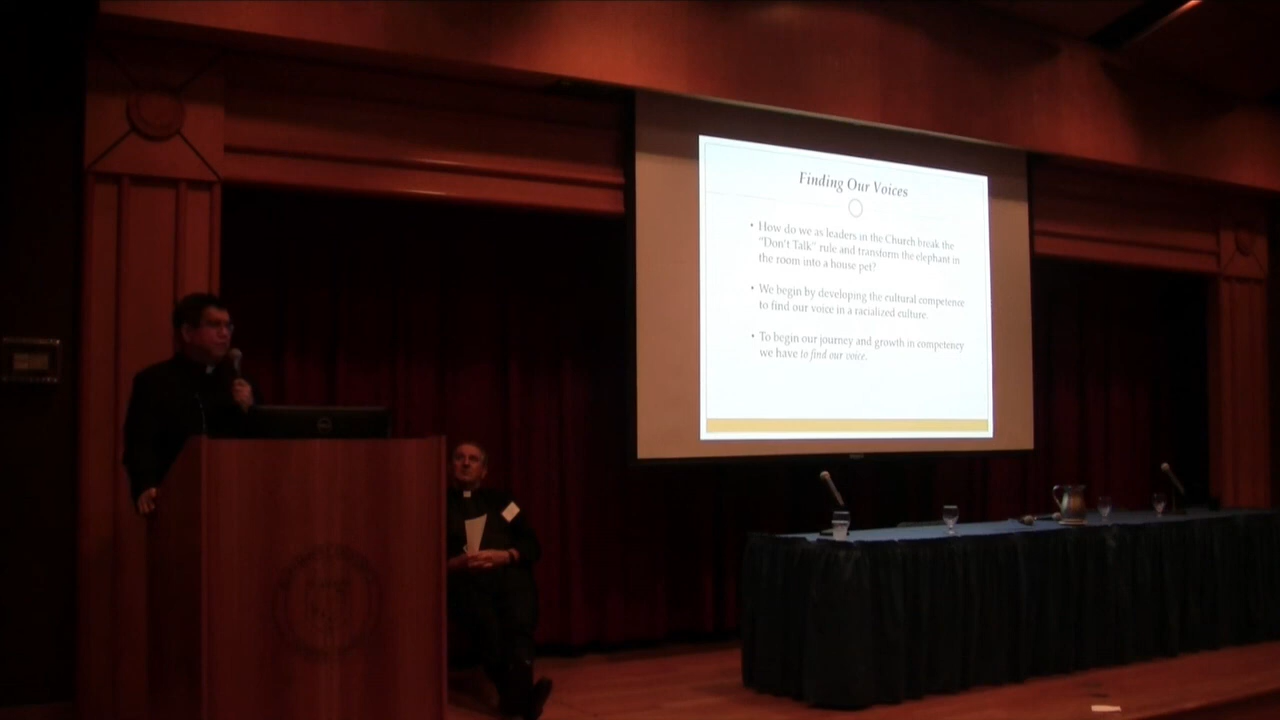 Finding Our Voices
• How do we as leaders in the Church break the
"Don't Talk" rule and transform the elephant in
the room into a house pet?
• We begin by developing the cultural competence
to find our voice in a racialized culture.
• To begin our journey and growth in competency
we have to find our voice.
DELL